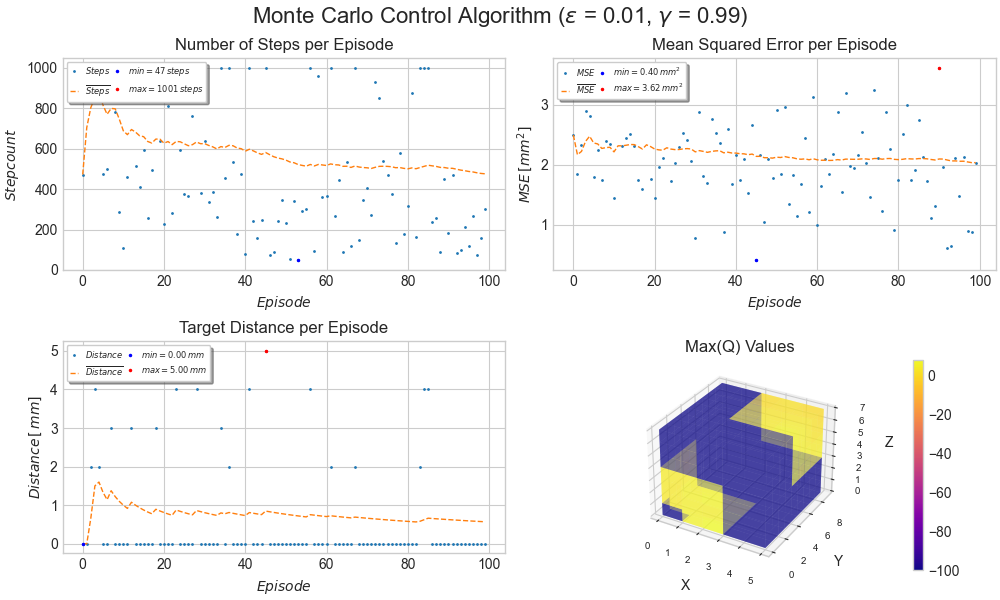 Monte Carlo Control Algorithm (ε = 0.01, γ = 0.99)
Number of Steps per Episode
Stepcount
1000
800
600
400
200
0
Steps
Steps
min = 47 steps
max = 1001 steps
0 20 40 60 80 100
Episode
Mean Squared Error per Episode
MSE [mm²]
3
2
1
MSE
MSE
min = 0.40 mm²
max = 3.62 mm²
0 20 40 60 80 100
Episode
Target Distance per Episode
Distance [mm]
5
4
3
2
1
0
Distance
Distance
min = 0.00 mm
max = 5.00 mm
0 20 40 60 80 100
Episode
Max(Q) Values
7
6
5
4
3
2
1
0
Z
0 2 4 6 8
Y
0 1 2 3 4 5
X
0
−20
−40
−60
−80
−100